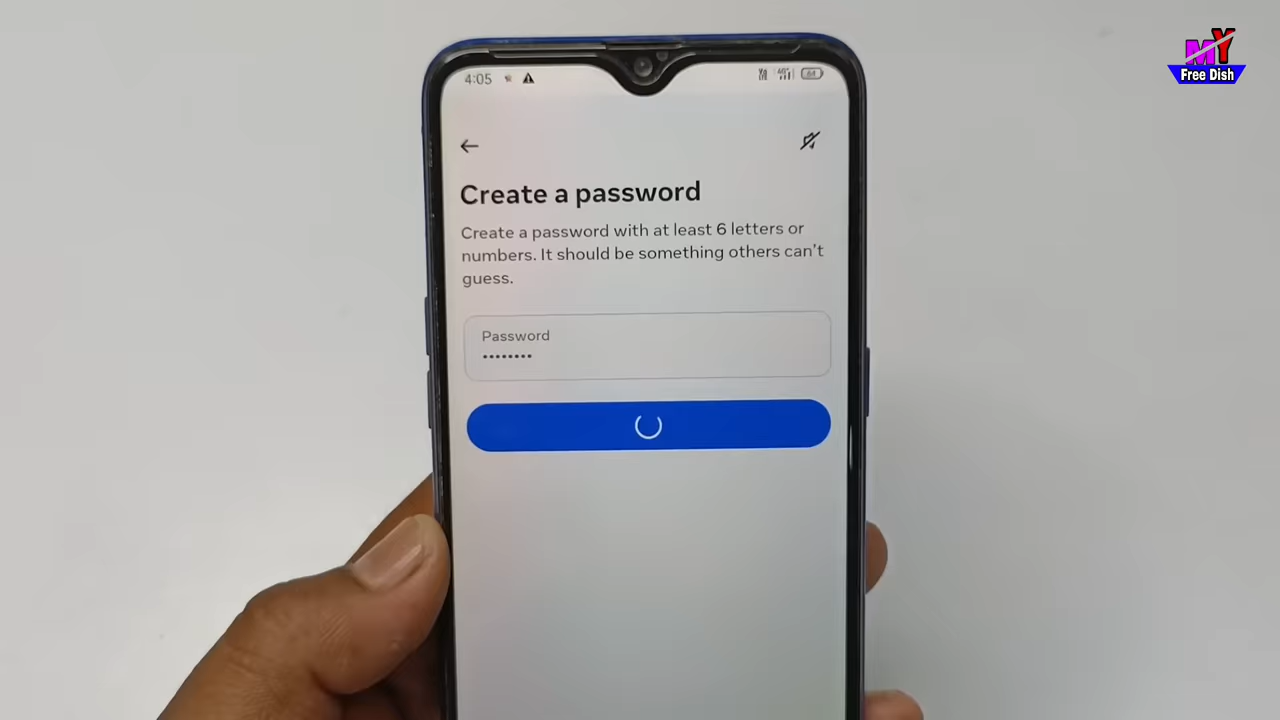 MY
Free Dish
4:05
64
Create a password
Create a password with at least 6 letters or
numbers. It should be something others can't
guess.
Password
••••••••